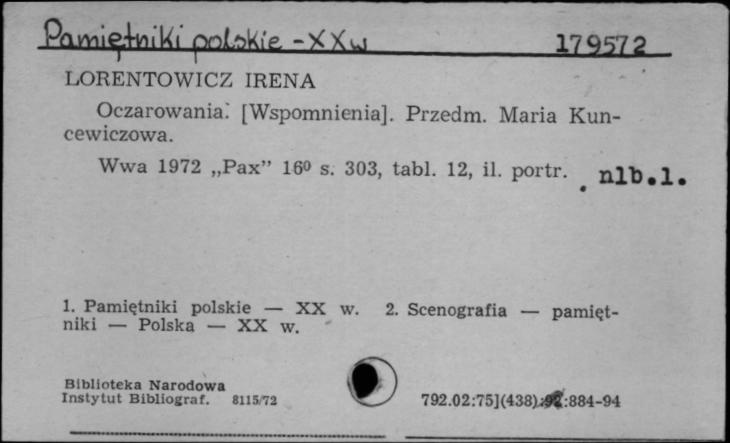 Pamiętniki polskie - XX w 179572
LORENTOWICZ IRENA
Oczarowania. [Wspomnienia]. Przedm. Maria Kun-
cewiczowa.
Wwa 1972 „Pax” 16⁰ s. 303, tabl. 12, il. portr. , nlb.l.
1. Pamiętniki polskie — XX w. 2. Scenografia — pamięt-
niki — Polska — XX w.
Biblioteka Narodowa
Instytut Bibliograf. 8115/72 792.02:75](438) :884-94